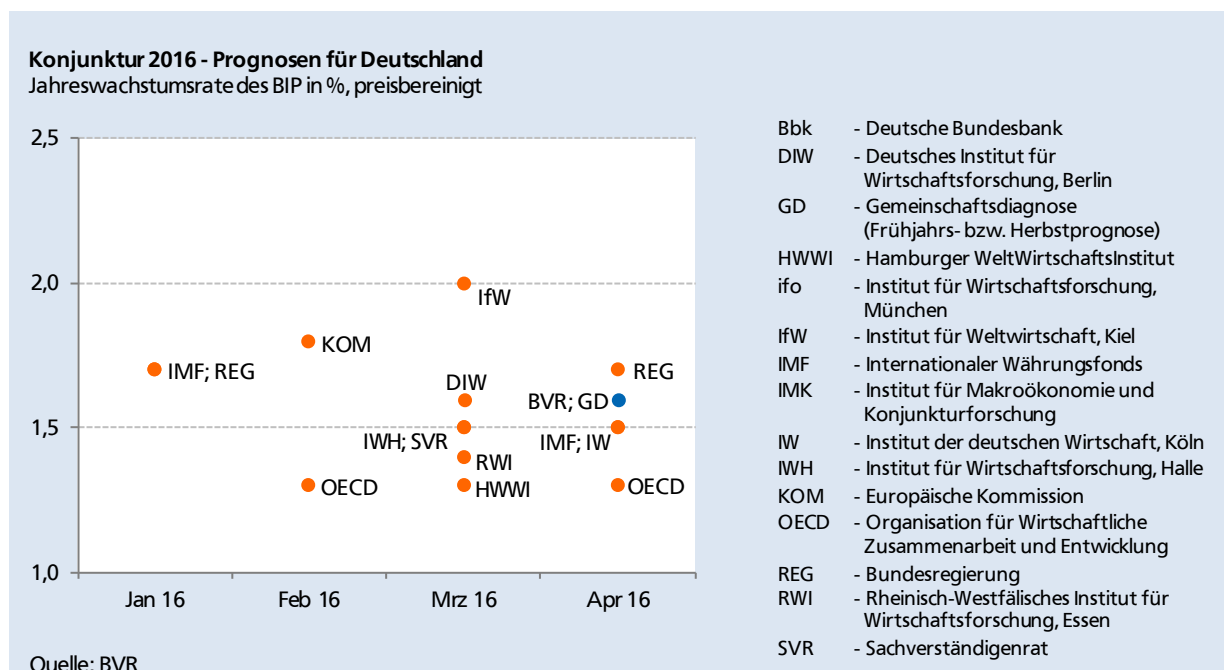 Konjunktur 2016 - Prognosen für Deutschland
Jahreswachstumsrate des BIP in %, preisbereinigt
2,5
2,0
1,5
1,0
IfW
KOM
IMF; REG
DIW
REG
BVR; GD
IWH; SVR
IMF; IW
RWI
OECD
HWWI
OECD
Jan 16
Feb 16
Mrz 16
Apr 16
Bbk - Deutsche Bundesbank
DIW - Deutsches Institut für
Wirtschaftsforschung, Berlin
GD - Gemeinschaftsdiagnose
(Frühjahrs- bzw. Herbstprognose)
HWWI - Hamburger WeltWirtschaftsInstitut
ifo - Institut für Wirtschaftsforschung,
München
IfW - Institut für Weltwirtschaft, Kiel
IMF - Internationaler Währungsfonds
IMK - Institut für Makroökonomie und
Konjunkturforschung
IW - Institut der deutschen Wirtschaft, Köln
IWH - Institut für Wirtschaftsforschung, Halle
KOM - Europäische Kommission
OECD - Organisation für Wirtschaftliche
Zusammenarbeit und Entwicklung
REG - Bundesregierung
RWI - Rheinisch-Westfälisches Institut für
Wirtschaftsforschung, Essen
SVR - Sachverständigenrat
Quelle: BVR